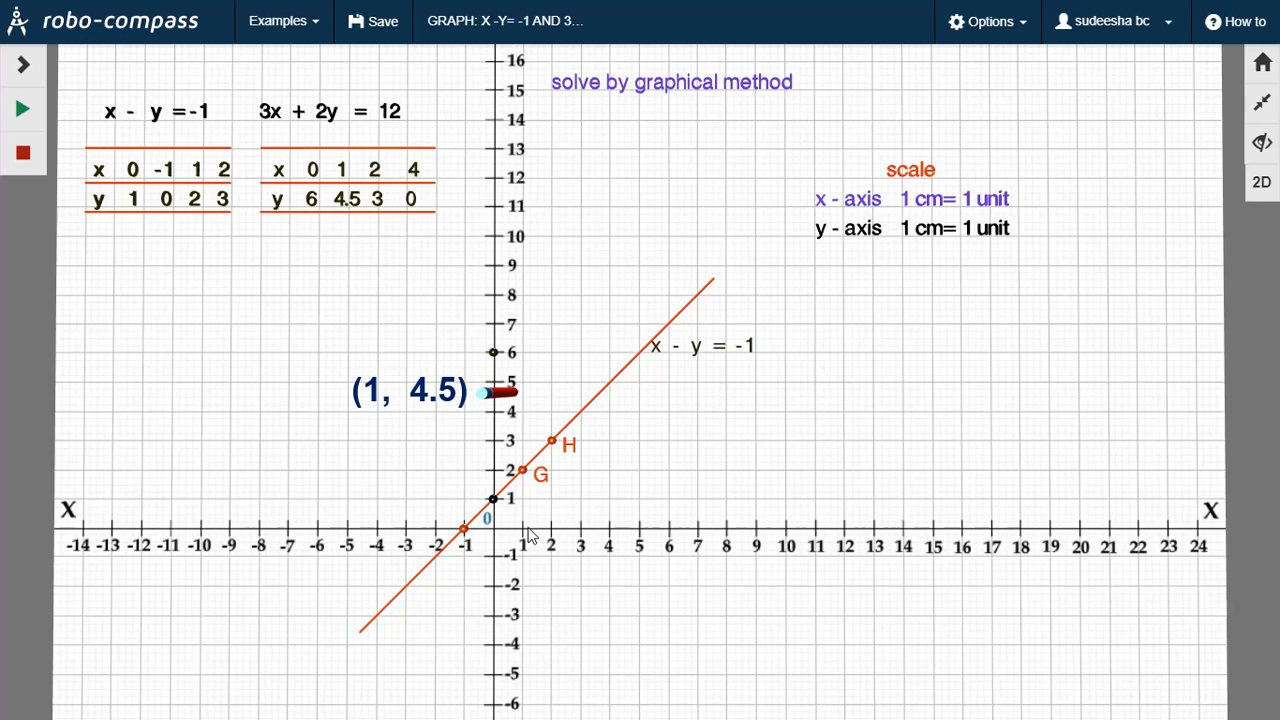 robo-compass Examples Save GRAPH: X -Y= -1 AND 3... Options sudeesha bc How to
solve by graphical method
x - y =-1 3x + 2y = 12
x 0 -1 1 2
y 1 0 2 3
x 0 1 2 4
y 6 4.5 3 0
scale
x - axis 1 cm= 1 unit
y - axis 1 cm= 1 unit
2D
16
15
14
13
12
11
10
9
8
7
6
5
4
3
2
1
x - y = -1
(1, 4.5)
H
G
X
X
0
-14 -13 -12 -11 -10 -9 -8 -7 -6 -5 -4 -3 -2 -1 1 2 3 4 5 6 7 8 9 10 11 12 13 14 15 16 17 18 19 20 21 22 23 24
-1
-2
-3
-4
-5
-6